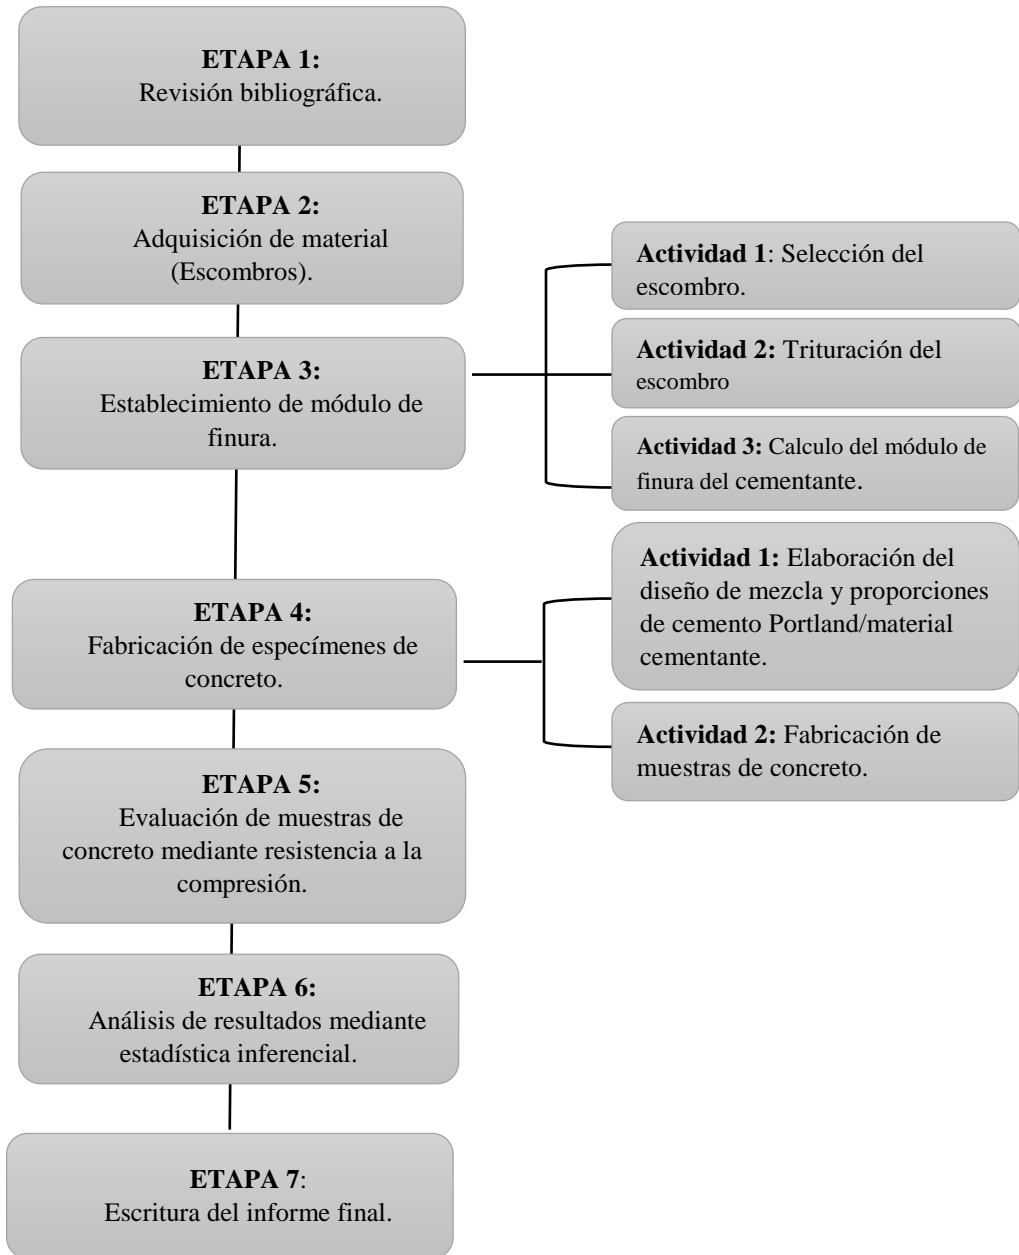 ETAPA 1:
Revisión bibliográfica.
ETAPA 2:
Adquisición de material
(Escombros).
ETAPA 3:
Establecimiento de módulo de
finura.
Actividad 1: Selección del
escombro.
Actividad 2: Trituración del
escombro
Actividad 3: Calculo del módulo de
finura del cementante.
ETAPA 4:
Fabricación de especímenes de
concreto.
Actividad 1: Elaboración del
diseño de mezcla y proporciones
de cemento Portland/material
cementante.
Actividad 2: Fabricación de
muestras de concreto.
ETAPA 5:
Evaluación de muestras de
concreto mediante resistencia a la
compresión.
ETAPA 6:
Análisis de resultados mediante
estadística inferencial.
ETAPA 7:
Escritura del informe final.